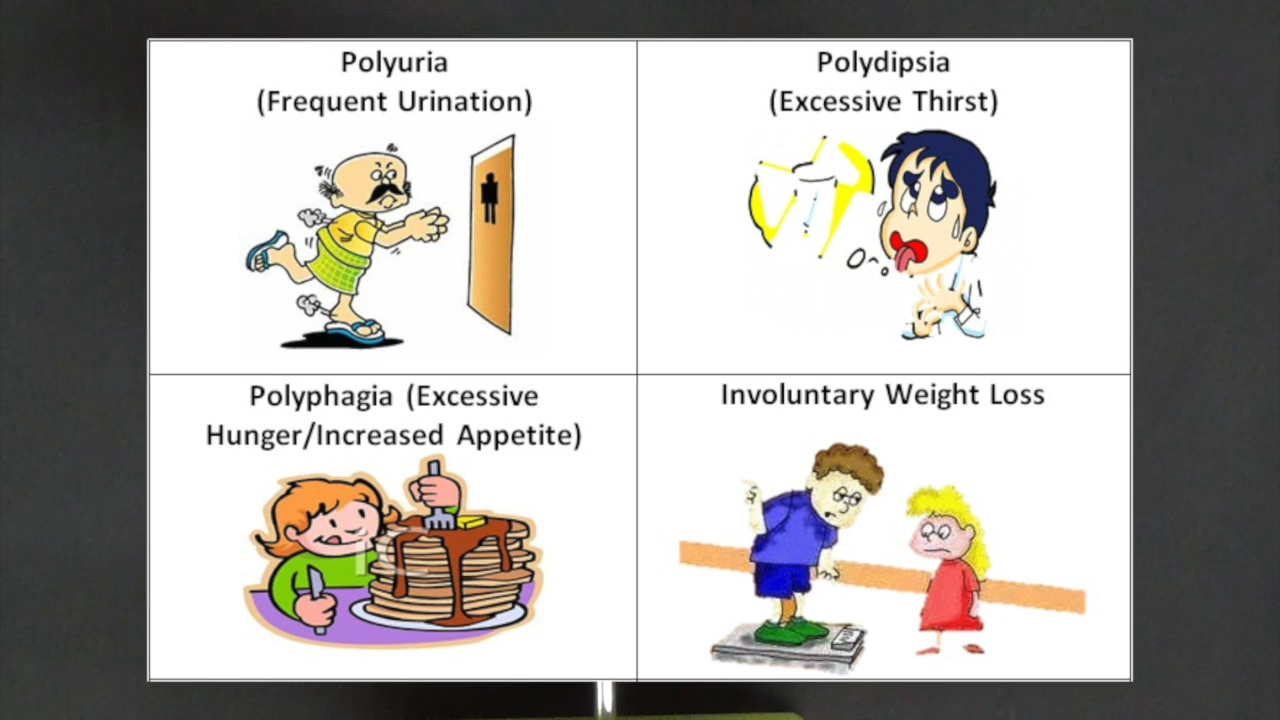 Polyuria
(Frequent Urination)
Polydipsia
(Excessive Thirst)
Polyphagia (Excessive
Hunger/Increased Appetite)
Involuntary Weight Loss